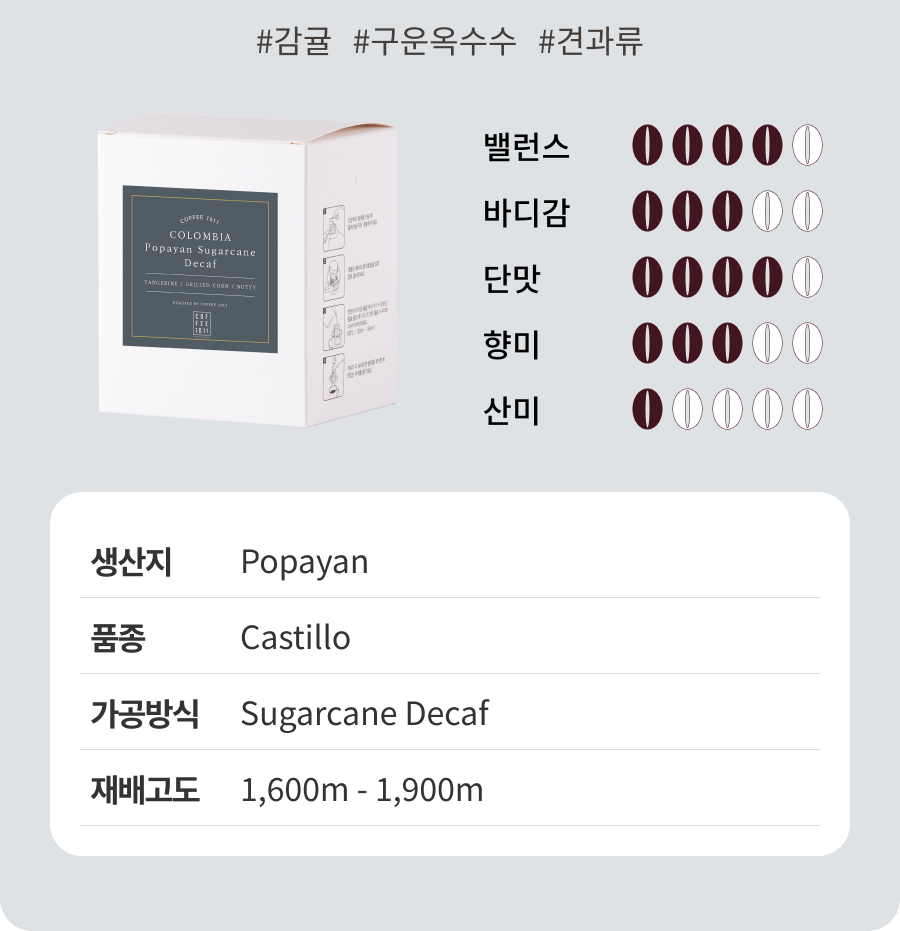 #감귤 #구운옥수수 #견과류
COFFEE 1011
COLOMBIA
Popayan Sugarcane
Decaf
TANGERINE / GRILLED CORN / NUTTY
ROASTED BY COFFEE 1011
COF
FEE
1011
밸런스
바디감
단맛
향미
산미
생산지 Popayan
품종 Castillo
가공방식 Sugarcane Decaf
재배고도 1,600m - 1,900m